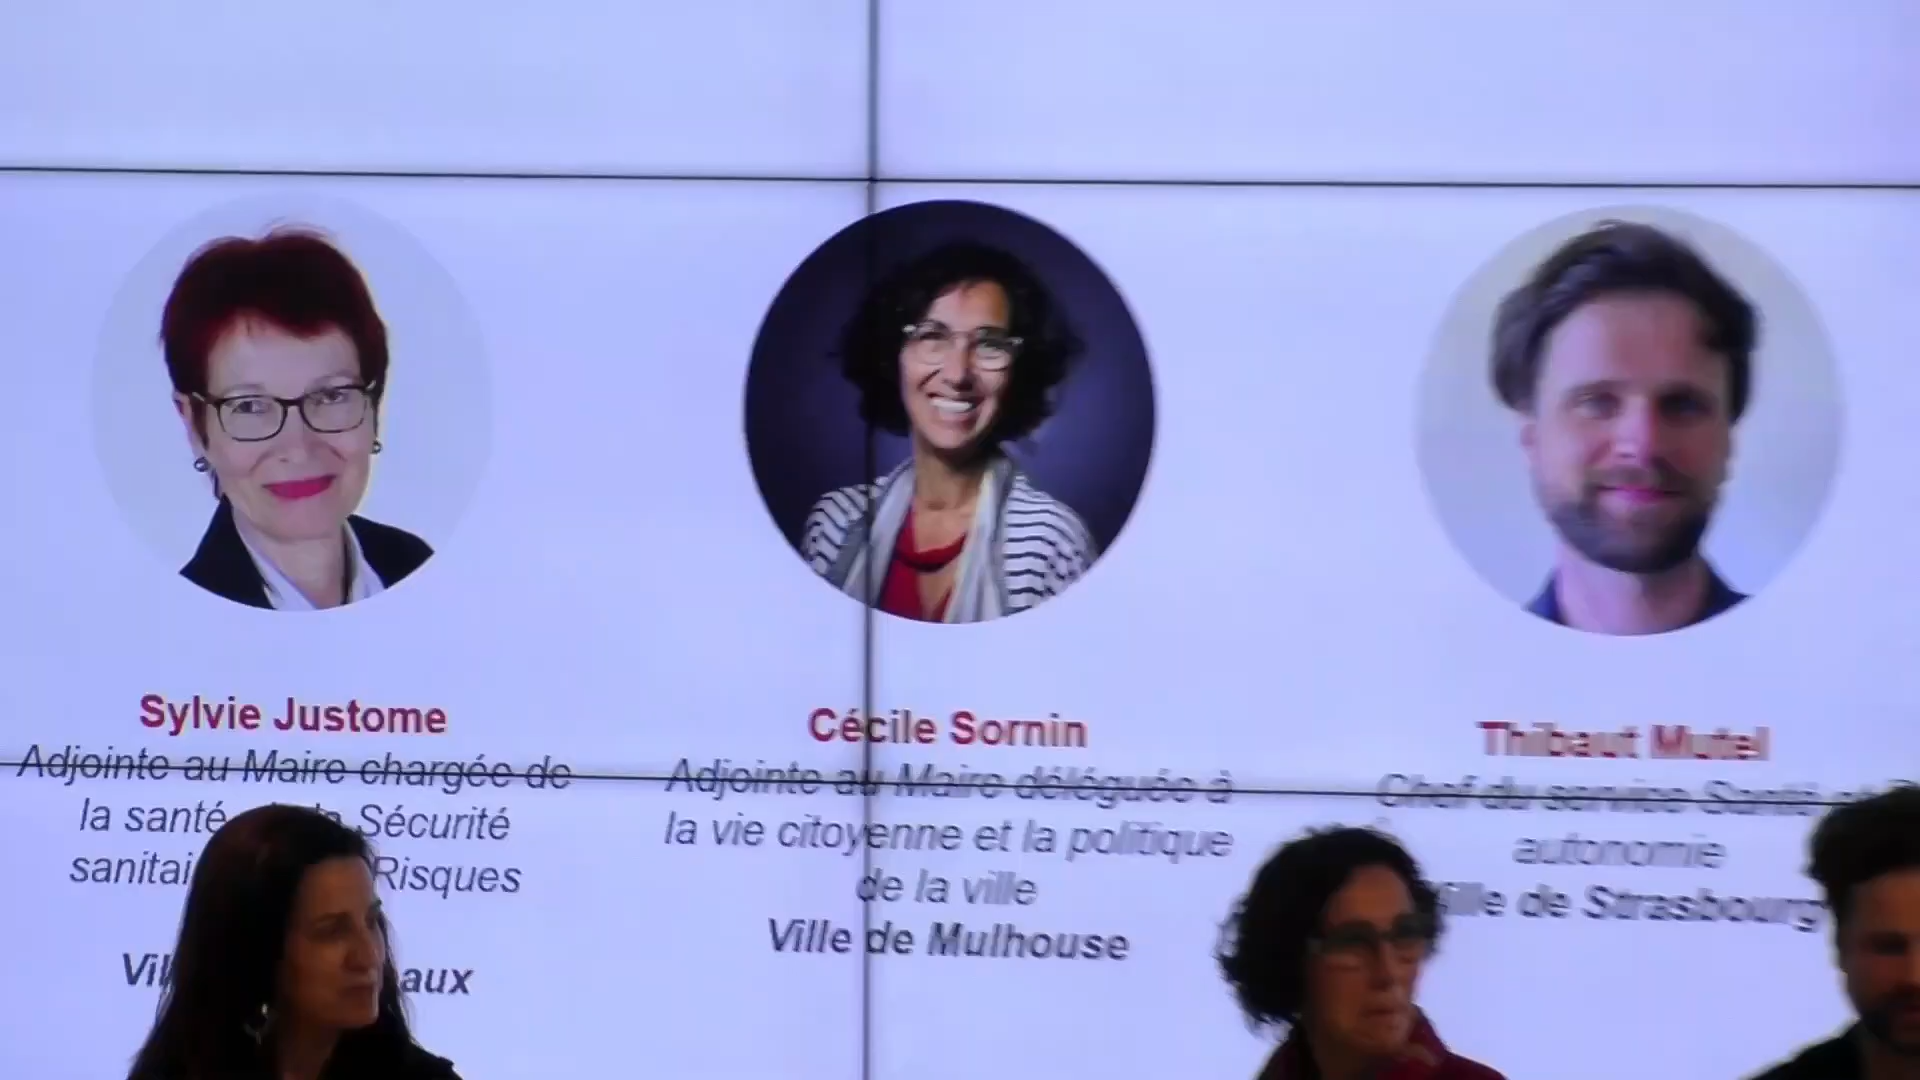 Sylvie Justome
Adjointe au Maire chargée de
la santé Sécurité
Risques
aux
Cécile Sornin
Adjointe au Maire déléguée à
la vie citoyenne et la politique
de la ville
Ville de Mulhouse
Thibaut Mutel
Chef du service Santé
autonomie
Ville de Strasbourg